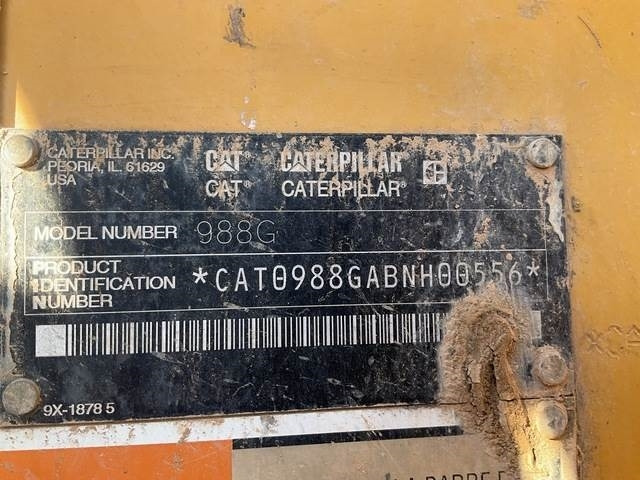 CATERPILLAR INC.
PEORIA, IL. 61629
USA
CAT CATERPILLAR
CAT® CATERPILLAR®
MODEL NUMBER 988G
PRODUCT
IDENTIFICATION
NUMBER
*CAT0988GABNH00556*
9X-1878 5